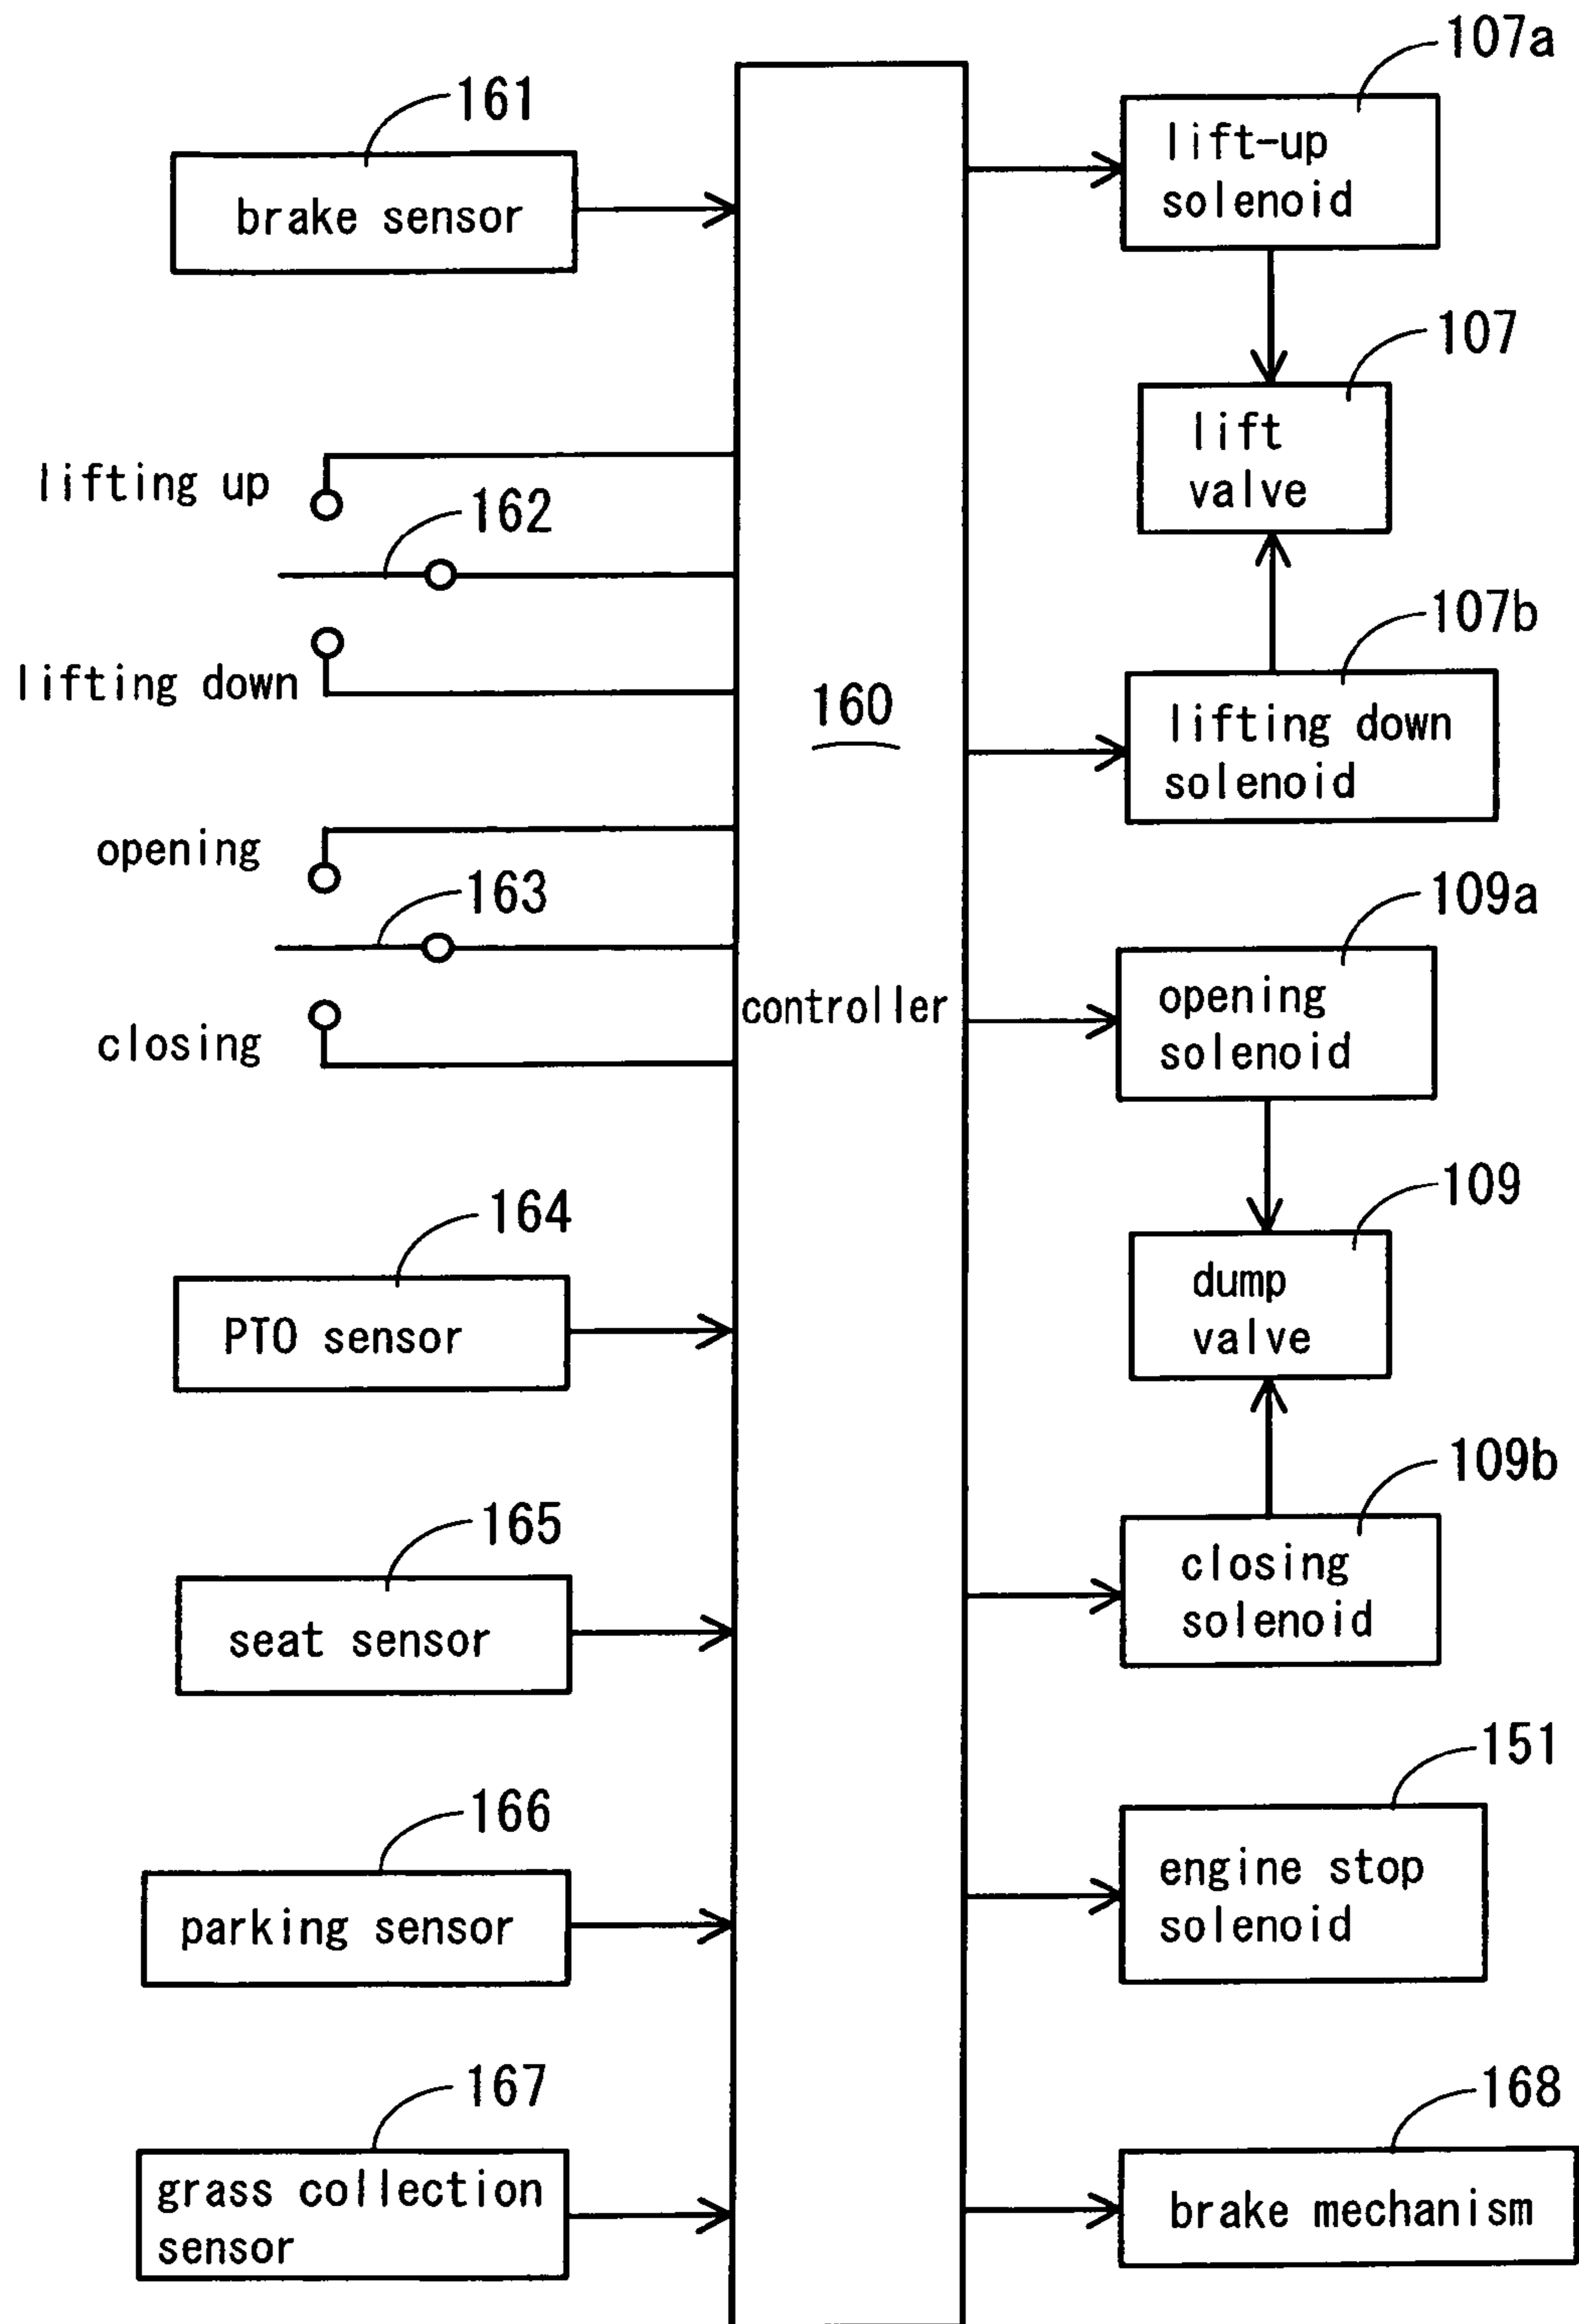 161
brake sensor
lifting up
162
lifting down
opening
163
closing
164
PTO sensor
165
seat sensor
166
parking sensor
167
grass collection
sensor
160
controller
107a
lift-up
solenoid
107
lift
valve
107b
lifting down
solenoid
109a
opening
solenoid
109
dump
valve
109b
closing
solenoid
151
engine stop
solenoid
168
brake mechanism